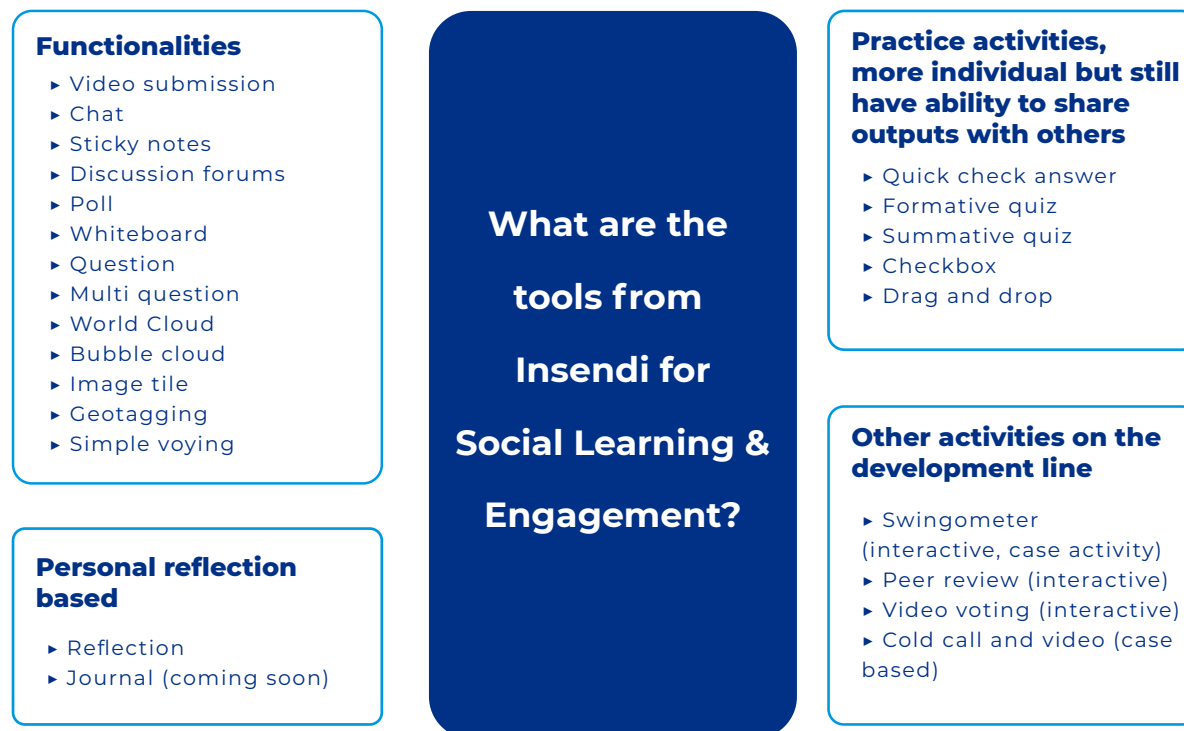 Functionalities
▸ Video submission
▸ Chat
▸ Sticky notes
▸ Discussion forums
▸ Poll
▸ Whiteboard
▸ Question
▸ Multi question
▸ World Cloud
▸ Bubble cloud
▸ Image tile
▸ Geotagging
▸ Simple voying
Personal reflection
based
▸ Reflection
▸ Journal (coming soon)
What are the
tools from
Insendi for
Social Learning &
Engagement?
Practice activities,
more individual but still
have ability to share
outputs with others
▸ Quick check answer
▸ Formative quiz
▸ Summative quiz
▸ Checkbox
▸ Drag and drop
Other activities on the
development line
▸ Swingometer
(interactive, case activity)
▸ Peer review (interactive)
▸ Video voting (interactive)
▸ Cold call and video (case
based)